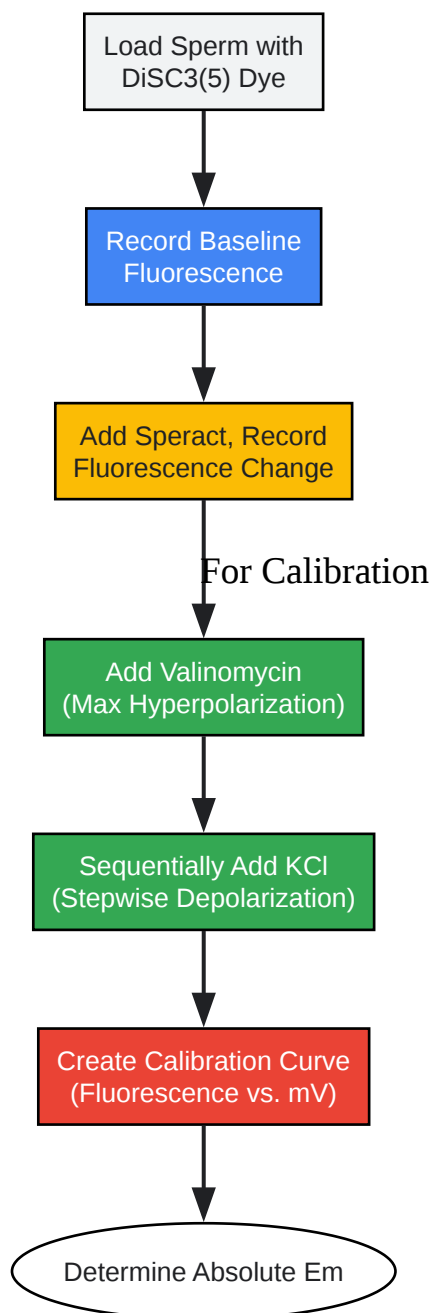 Load Sperm with
DiSC3(5) Dye
Record Baseline
Fluorescence
Add Speract, Record
Fluorescence Change
For Calibration
Add Valinomycin
(Max Hyperpolarization)
Sequentially Add KCl
(Stepwise Depolarization)
Create Calibration Curve
(Fluorescence vs. mV)
Determine Absolute Em